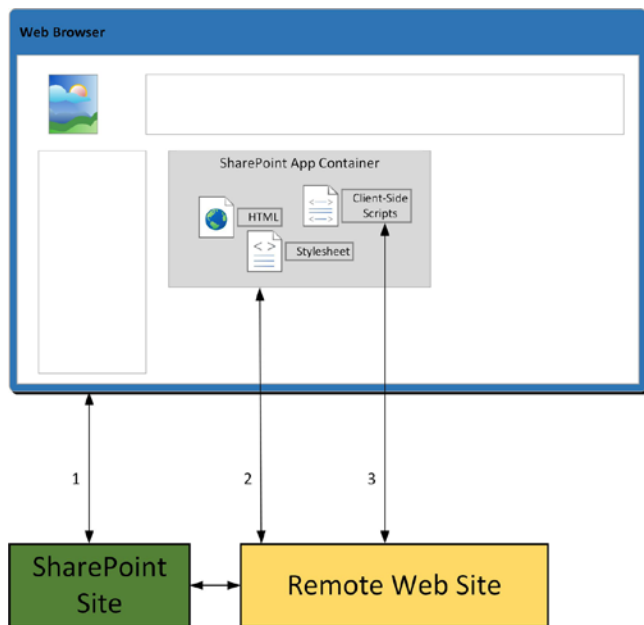 Web Browser
SharePoint App Container
Client-Side
Scripts
HTML
< >
Stylesheet
1
2
3
SharePoint
Site
Remote Web Site